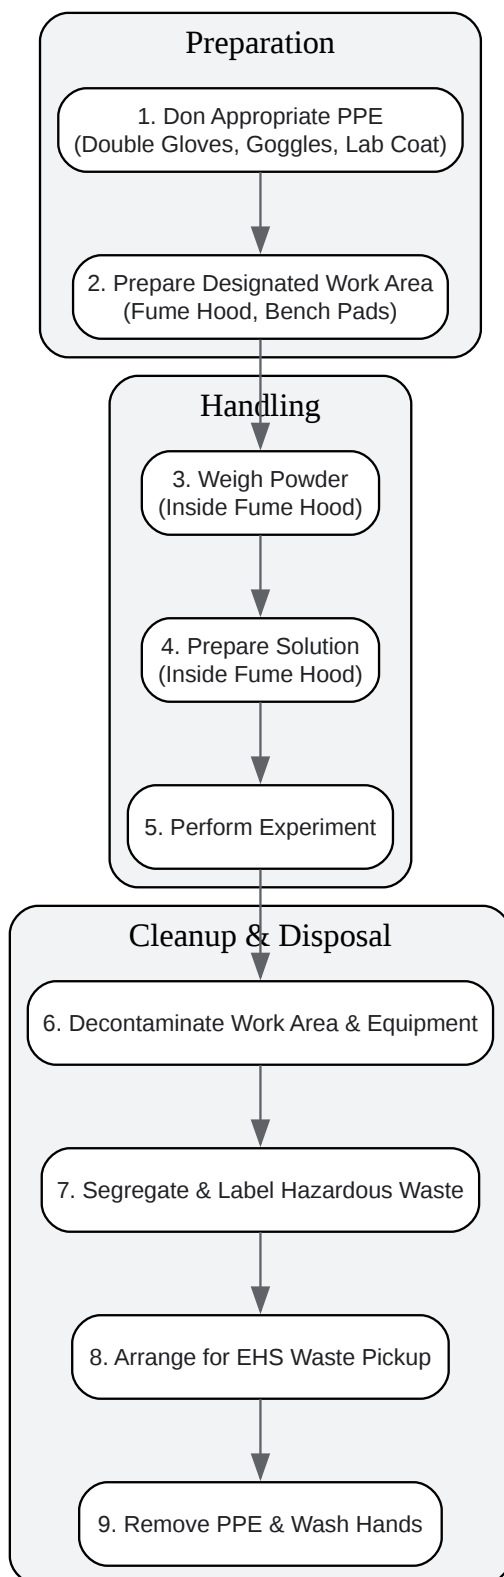 Preparation
1. Don Appropriate PPE
(Double Gloves, Goggles, Lab Coat)
2. Prepare Designated Work Area
(Fume Hood, Bench Pads)
Handling
3. Weigh Powder
(Inside Fume Hood)
4. Prepare Solution
(Inside Fume Hood)
5. Perform Experiment
Cleanup & Disposal
6. Decontaminate Work Area & Equipment
7. Segregate & Label Hazardous Waste
8. Arrange for EHS Waste Pickup
9. Remove PPE & Wash Hands